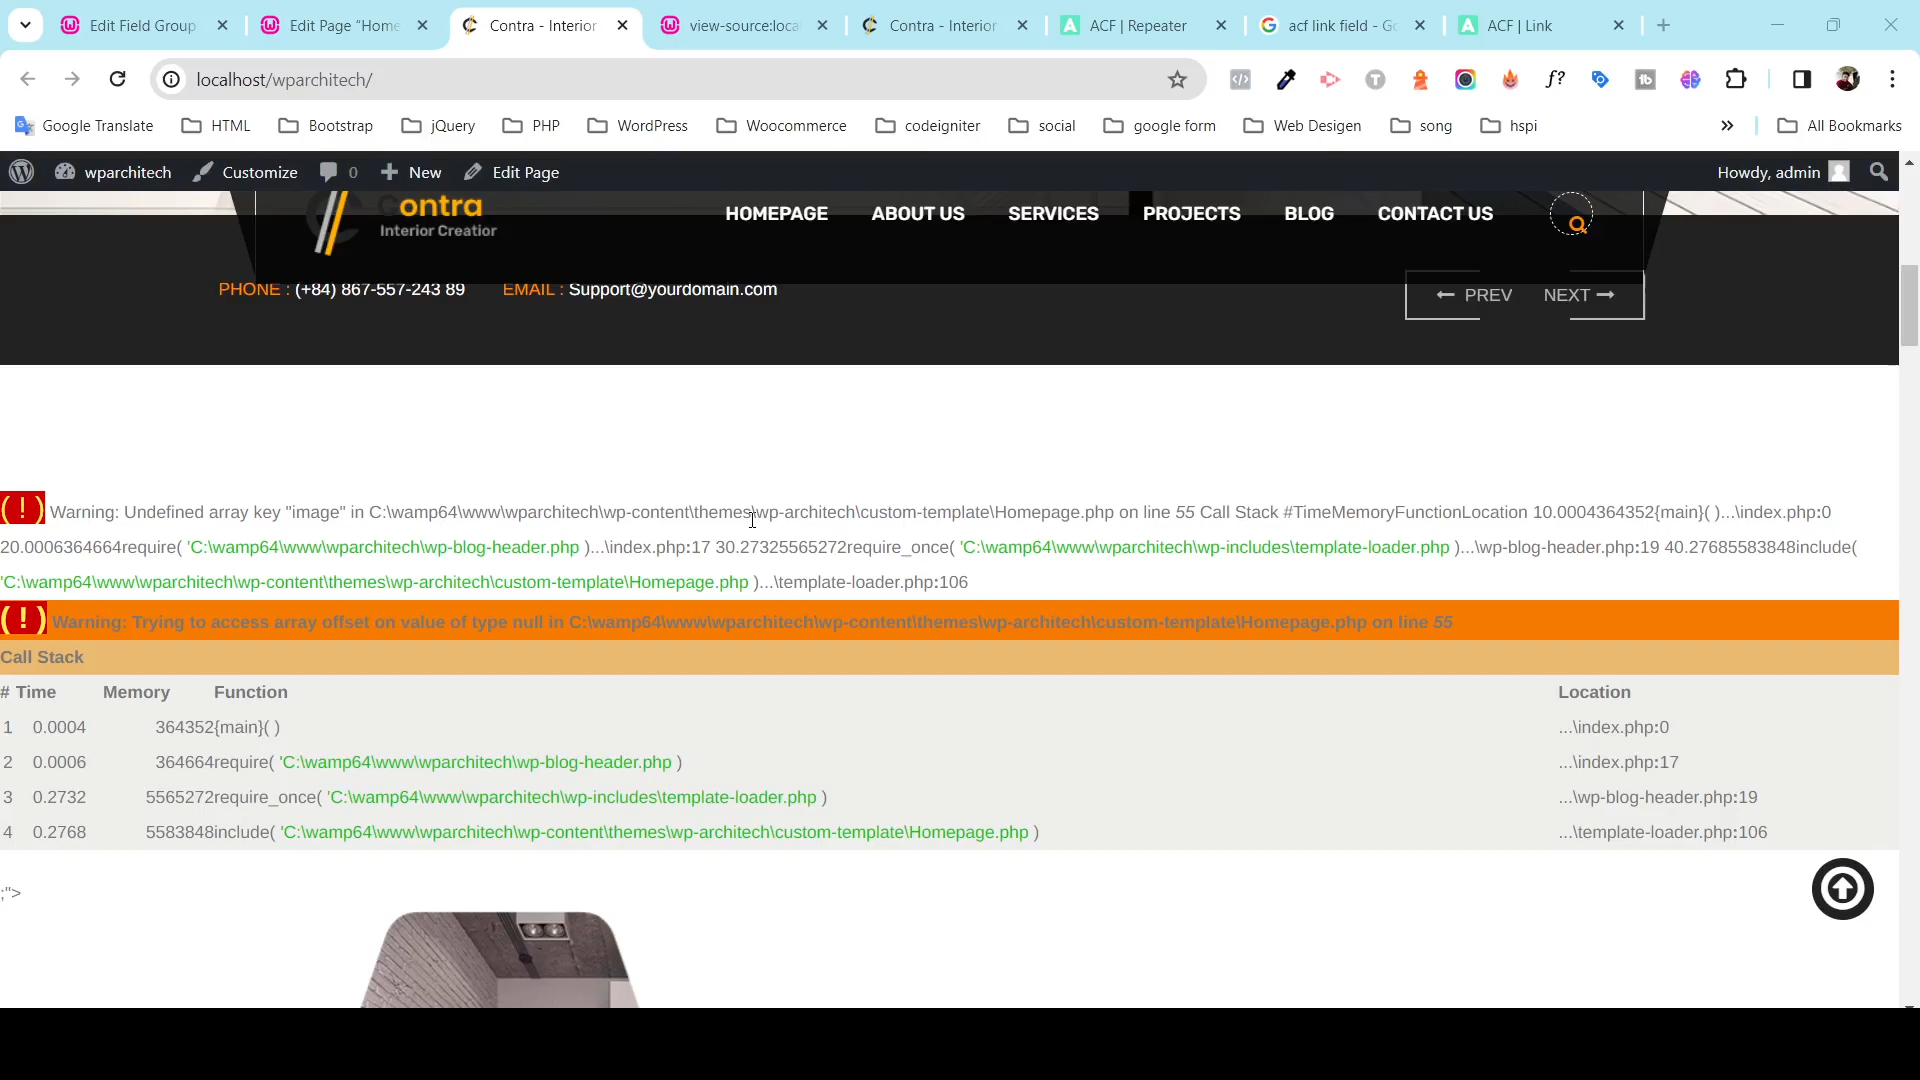 Edit Field Group
Edit Page “Home
Contra - Interior
view-source:loca
Contra - Interior
ACF | Repeater
acf link field - Go
ACF | Link
localhost/wparchitech/
Google Translate
HTML
Bootstrap
jQuery
PHP
WordPress
Woocommerce
codeigniter
social
google form
Web Desigen
song
hspi
All Bookmarks
wparchitech
Customize
0
New
Edit Page
Howdy, admin
Contra
Interior Creation
HOMEPAGE
ABOUT US
SERVICES
PROJECTS
BLOG
CONTACT US
PHONE : (+84) 867-557-243 89
EMAIL : Support@yourdomain.com
PREV
NEXT
( ! ) Warning: Undefined array key "image" in C:\wamp64\www\wparchitech\wp-content\themes\wp-architech\custom-template\Homepage.php on line 55 Call Stack #TimeMemoryFunctionLocation 10.0004364352{main}( )...\index.php:0
20.0006364664require( 'C:\wamp64\www\wparchitech\wp-blog-header.php )...\index.php:17 30.27325565272require_once( 'C:\wamp64\www\wparchitech\wp-includes\template-loader.php )...\wp-blog-header.php:19 40.27685583848include(
'C:\wamp64\www\wparchitech\wp-content\themes\wp-architech\custom-template\Homepage.php )...\template-loader.php:106
( ! ) Warning: Trying to access array offset on value of type null in C:\wamp64\www\wparchitech\wp-content\themes\wp-architech\custom-template\Homepage.php on line 55
Call Stack
# Time Memory Function Location
1 0.0004 364352{main}( ) ...\index.php:0
2 0.0006 364664require( 'C:\wamp64\www\wparchitech\wp-blog-header.php ) ...\index.php:17
3 0.2732 5565272require_once( 'C:\wamp64\www\wparchitech\wp-includes\template-loader.php ) ...\wp-blog-header.php:19
4 0.2768 5583848include( 'C:\wamp64\www\wparchitech\wp-content\themes\wp-architech\custom-template\Homepage.php ) ...\template-loader.php:106
;">